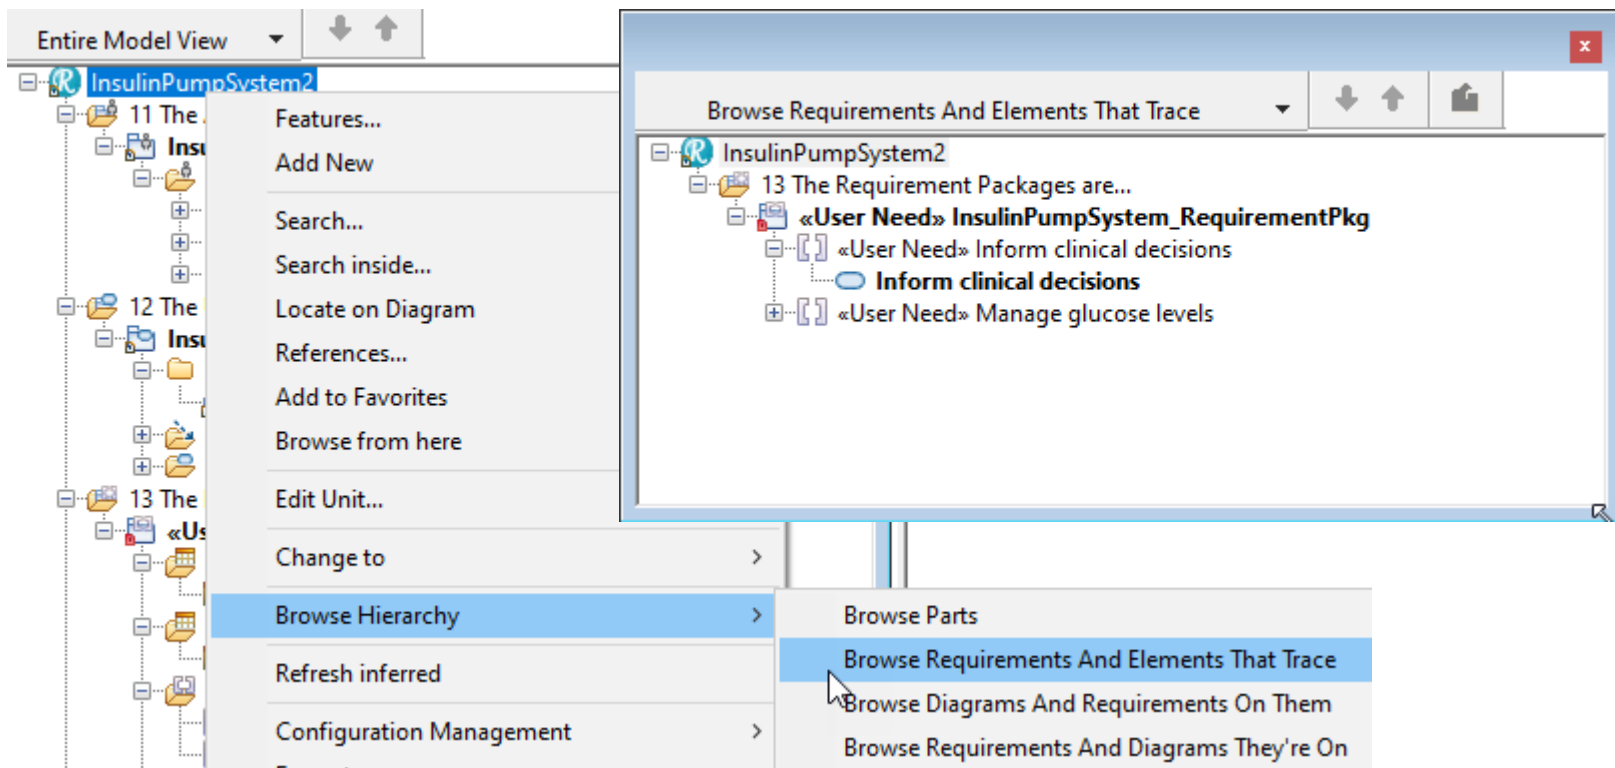 Entire Model View
InsulinPumpSystem2
11 The
Insu
12 The
Insu
13 The
«Us
Features...
Add New
Search...
Search inside...
Locate on Diagram
References...
Add to Favorites
Browse from here
Edit Unit...
Change to
Browse Hierarchy
Refresh inferred
Configuration Management
Browse Parts
Browse Requirements And Elements That Trace
Browse Diagrams And Requirements On Them
Browse Requirements And Diagrams They're On
Browse Requirements And Elements That Trace
InsulinPumpSystem2
13 The Requirement Packages are...
«User Need» InsulinPumpSystem_RequirementPkg
«User Need» Inform clinical decisions
Inform clinical decisions
«User Need» Manage glucose levels